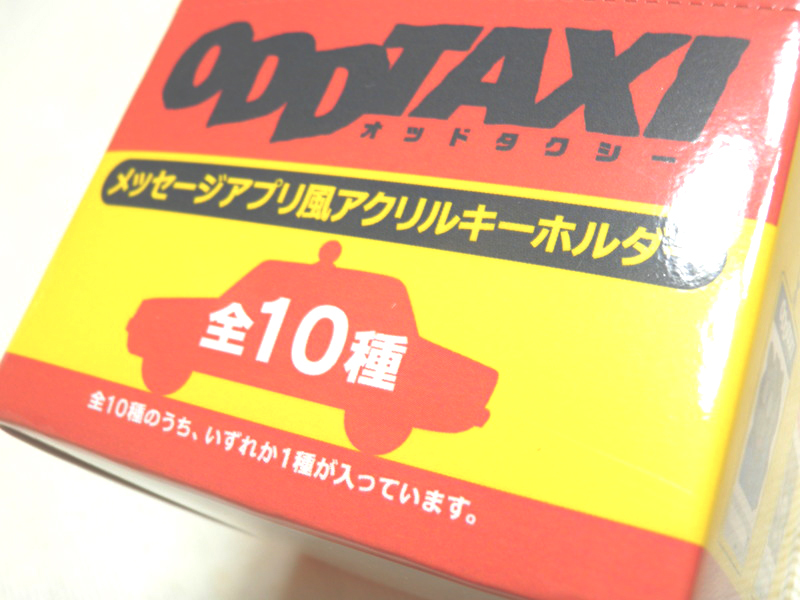 ODDTAXI
オッドタクシー
メッセージアプリ風アクリルキーホルダー
全10種
全10種のうち、いずれか1種が入っています。